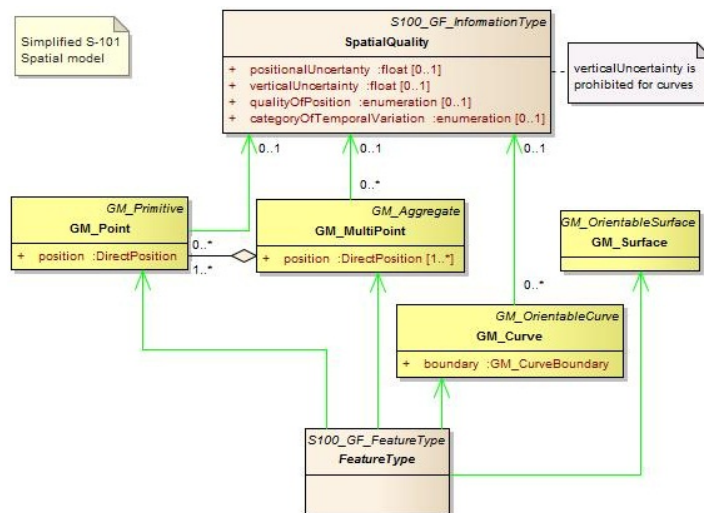 Simplified S-101
Spatial model
S100_GF_InformationType
SpatialQuality
+ positionalUncertanty :float [0..1]
+ verticalUncertainty :float [0..1]
+ qualityOfPosition :enumeration [0..1]
+ categoryOfTemporalVariation :enumeration [0..1]
verticalUncertainty is
prohibited for curves
0..1
0..1
0..1
0..*
GM_Primitive
GM_Point
+ position :DirectPosition
0..*
1..*
GM_Aggregate
GM_MultiPoint
+ position :DirectPosition [1..*]
GM_OrientableSurface
GM_Surface
0..*
GM_OrientableCurve
GM_Curve
+ boundary :GM_CurveBoundary
S100_GF_FeatureType
FeatureType